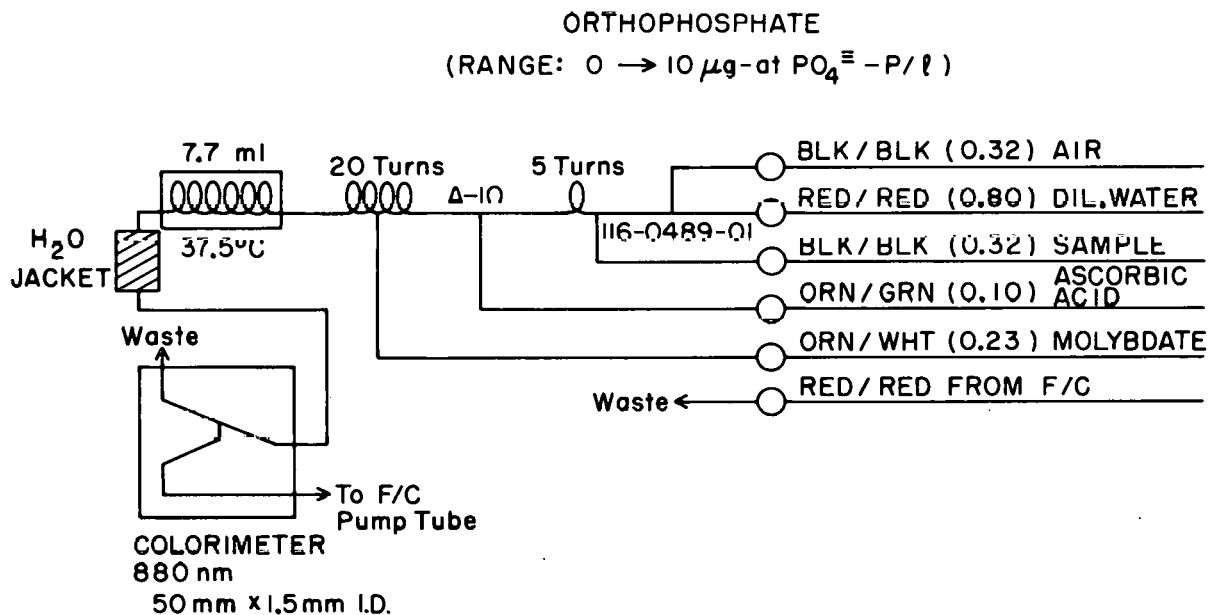 ORTHOPHOSPHATE
(RANGE: 0 → 10 μg-at PO4≡ -P/ℓ)
7.7 ml
20 Turns
Δ-10
5 Turns
BLK/BLK (0.32) AIR
RED/RED (0.80) DIL.WATER
116-0489-01
BLK/BLK (0.32) SAMPLE
37.5°C
H2O
JACKET
ORN/GRN (0.10) ASCORBIC
ACID
ORN/WHT (0.23) MOLYBDATE
Waste
RED/RED FROM F/C
Waste
To F/C
Pump Tube
COLORIMETER
880 nm
50 mm x 1.5 mm I.D.